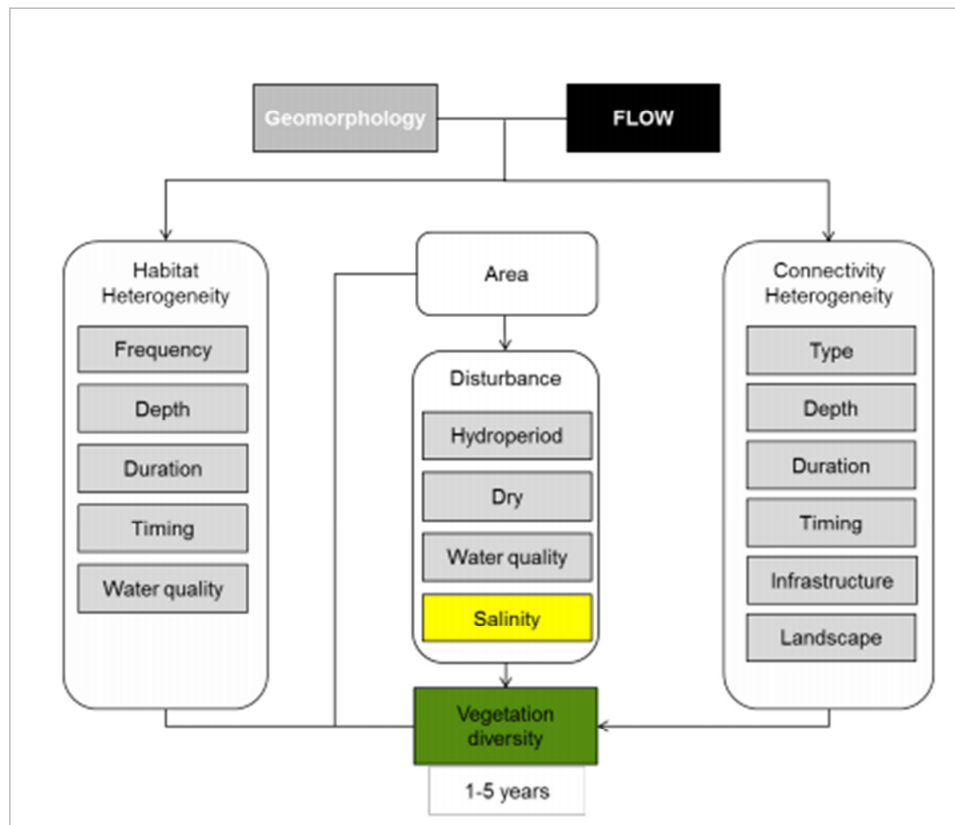 Geomorphology
FLOW
Habitat
Heterogeneity
Frequency
Depth
Duration
Timing
Water quality
Area
Disturbance
Hydroperiod
Dry
Water quality
Salinity
Connectivity
Heterogeneity
Type
Depth
Duration
Timing
Infrastructure
Landscape
Vegetation
diversity
1-5 years